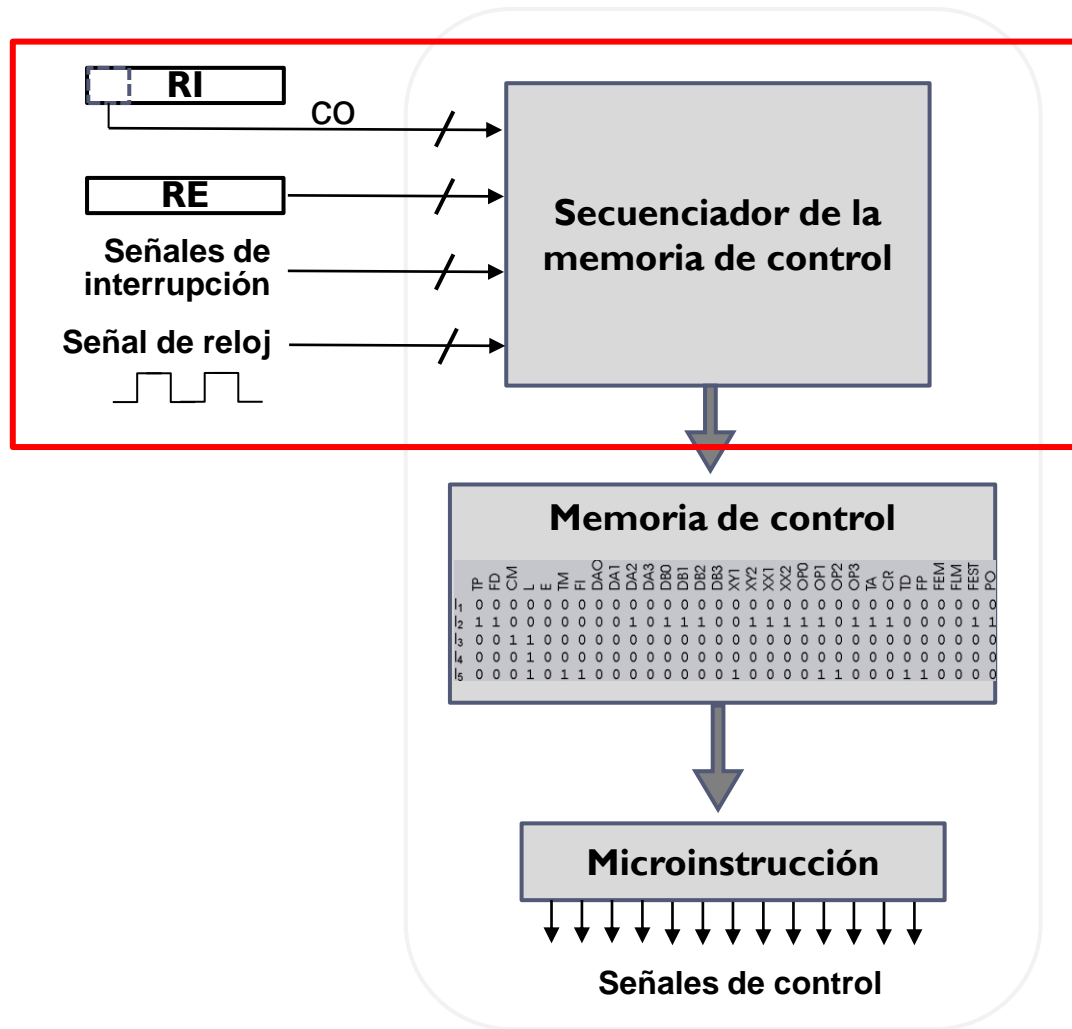 RI
CO
RE
Señales de
interrupción
Señal de reloj
Secuenciador de la
memoria de control
Memoria de control
TP FD CM L E TM FI DAO DA1 DA2 DA3 DB0 DB1 DB2 DB3 XY1 XY2 XX1 XX2 OP0 OP1 OP2 OP3 TA CR TD FP FEM FLM FEST PO
I1 0 0 0 0 0 0 0 0 0 0 0 0 0 0 0 0 0 0 0 0 0 0 0 0 0 0 0 0 0 0 0
I2 1 1 0 0 0 0 0 0 0 1 0 1 1 1 0 0 1 1 1 1 1 0 1 1 1 0 0 0 0 1 1
I3 0 0 1 1 0 0 0 0 0 0 0 0 0 0 0 0 0 0 0 0 0 0 0 0 0 0 0 0 0 0 0
I4 0 0 0 1 0 0 0 0 0 0 0 0 0 0 0 0 0 0 0 0 0 0 0 0 0 0 0 0 0 0 0
I5 0 0 0 1 0 1 1 0 0 0 0 0 0 0 0 1 0 0 0 0 1 1 0 0 0 1 1 0 0 0 0
Microinstrucción
Señales de control